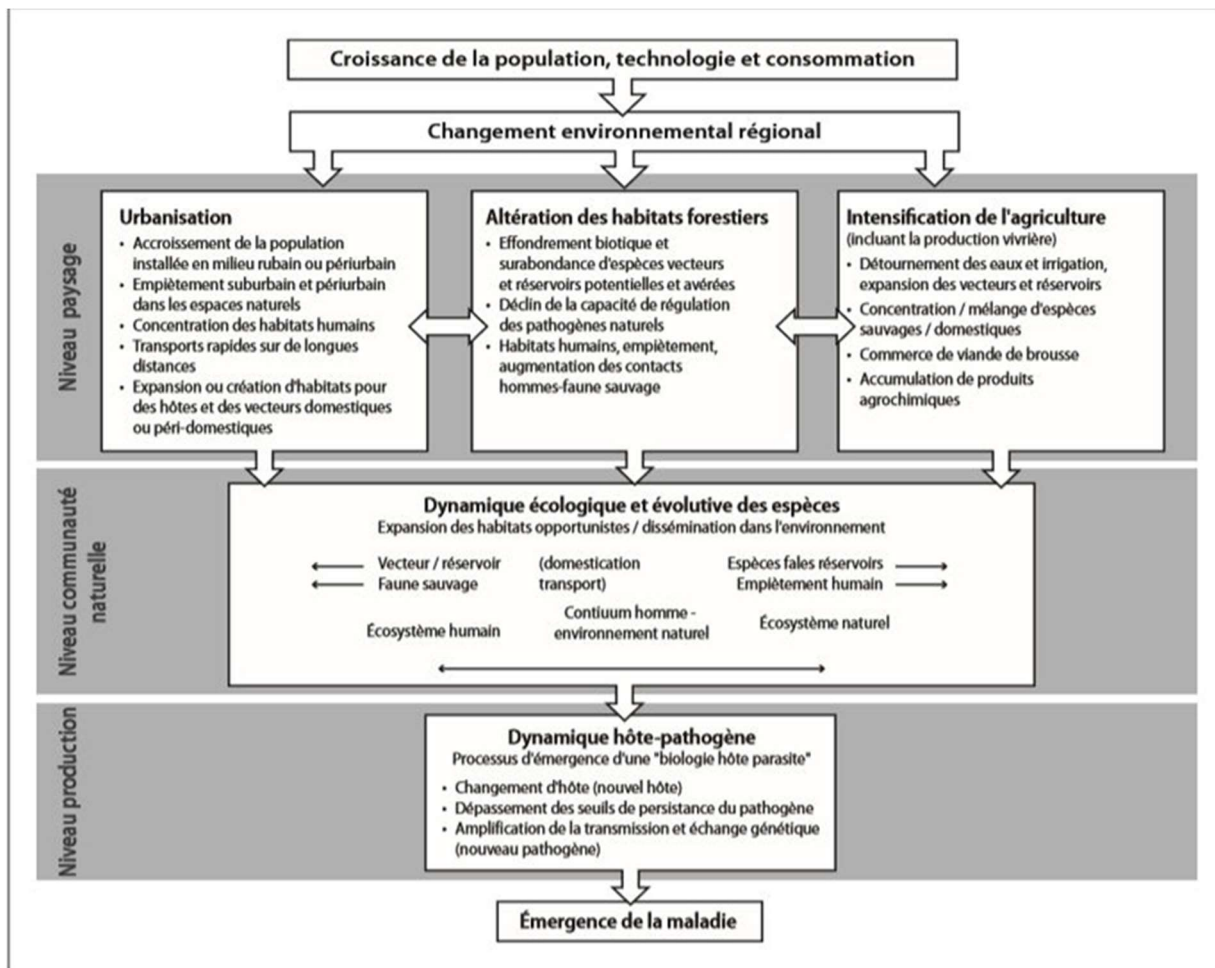 Croissance de la population, technologie et consommation
Changement environnemental régional
Niveau paysage
Urbanisation
• Accroissement de la population
installée en milieu rubain ou périurbain
• Empiètement suburbain et périurbain
dans les espaces naturels
• Concentration des habitats humains
• Transports rapides sur de longues
distances
• Expansion ou création d'habitats pour
des hôtes et des vecteurs domestiques
ou péri-domestiques
Altération des habitats forestiers
• Effondrement biotique et
surabondance d'espèces vecteurs
et réservoirs potentielles et avérées
• Déclin de la capacité de régulation
des pathogènes naturels
• Habitats humains, empiètement,
augmentation des contacts
hommes-faune sauvage
Intensification de l'agriculture
(incluant la production vivrière)
• Détournement des eaux et irrigation,
expansion des vecteurs et réservoirs
• Concentration / mélange d'espèces
sauvages / domestiques
• Commerce de viande de brousse
• Accumulation de produits
agrochimiques
Niveau communauté
naturelle
Dynamique écologique et évolutive des espèces
Expansion des habitats opportunistes / dissémination dans l'environnement
Vecteur / réservoir (domestication Espèces fales réservoirs
Faune sauvage transport) Empiètement humain
Écosystème humain
Contiuum homme -
environnement naturel
Écosystème naturel
Niveau production
Dynamique hôte-pathogène
Processus d'émergence d'une "biologie hôte parasite"
• Changement d'hôte (nouvel hôte)
• Dépassement des seuils de persistance du pathogène
• Amplification de la transmission et échange génétique
(nouveau pathogène)
Émergence de la maladie